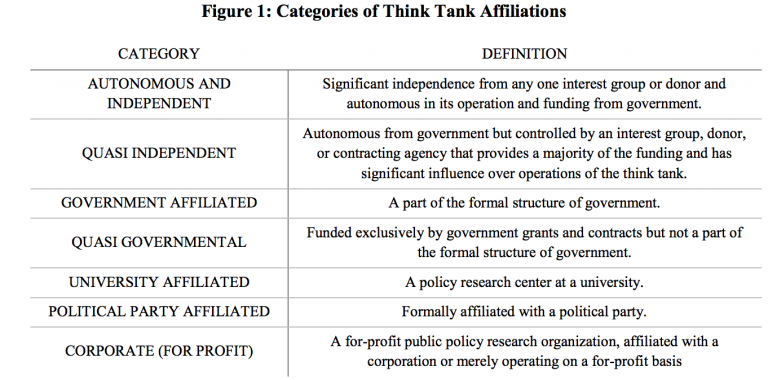 Figure 1: Categories of Think Tank Affiliations
CATEGORY DEFINITION
AUTONOMOUS AND
INDEPENDENT
Significant independence from any one interest group or donor and
autonomous in its operation and funding from government.
QUASI INDEPENDENT
Autonomous from government but controlled by an interest group, donor,
or contracting agency that provides a majority of the funding and has
significant influence over operations of the think tank.
GOVERNMENT AFFILIATED
A part of the formal structure of government.
QUASI GOVERNMENTAL
Funded exclusively by government grants and contracts but not a part of
the formal structure of government.
UNIVERSITY AFFILIATED
A policy research center at a university.
POLITICAL PARTY AFFILIATED
Formally affiliated with a political party.
CORPORATE (FOR PROFIT)
A for-profit public policy research organization, affiliated with a
corporation or merely operating on a for-profit basis